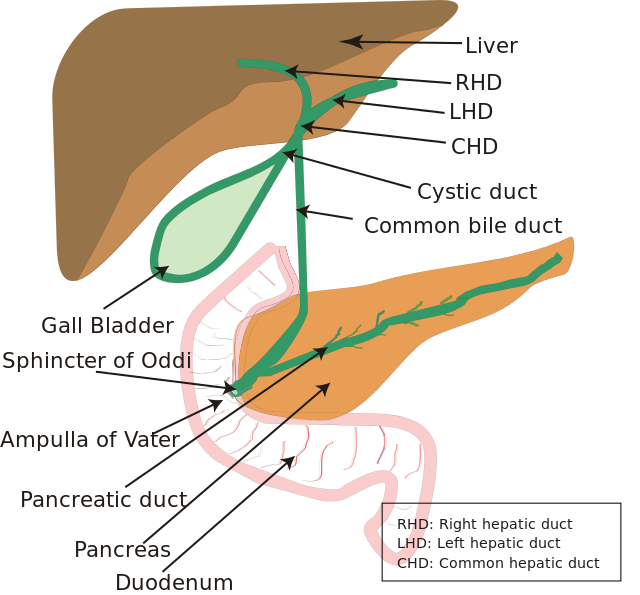 Liver
RHD
LHD
CHD
Cystic duct
Common bile duct
Gall Bladder
Sphincter of Oddi
Ampulla of Vater
Pancreatic duct
Pancreas
Duodenum
RHD: Right hepatic duct
LHD: Left hepatic duct
CHD: Common hepatic duct